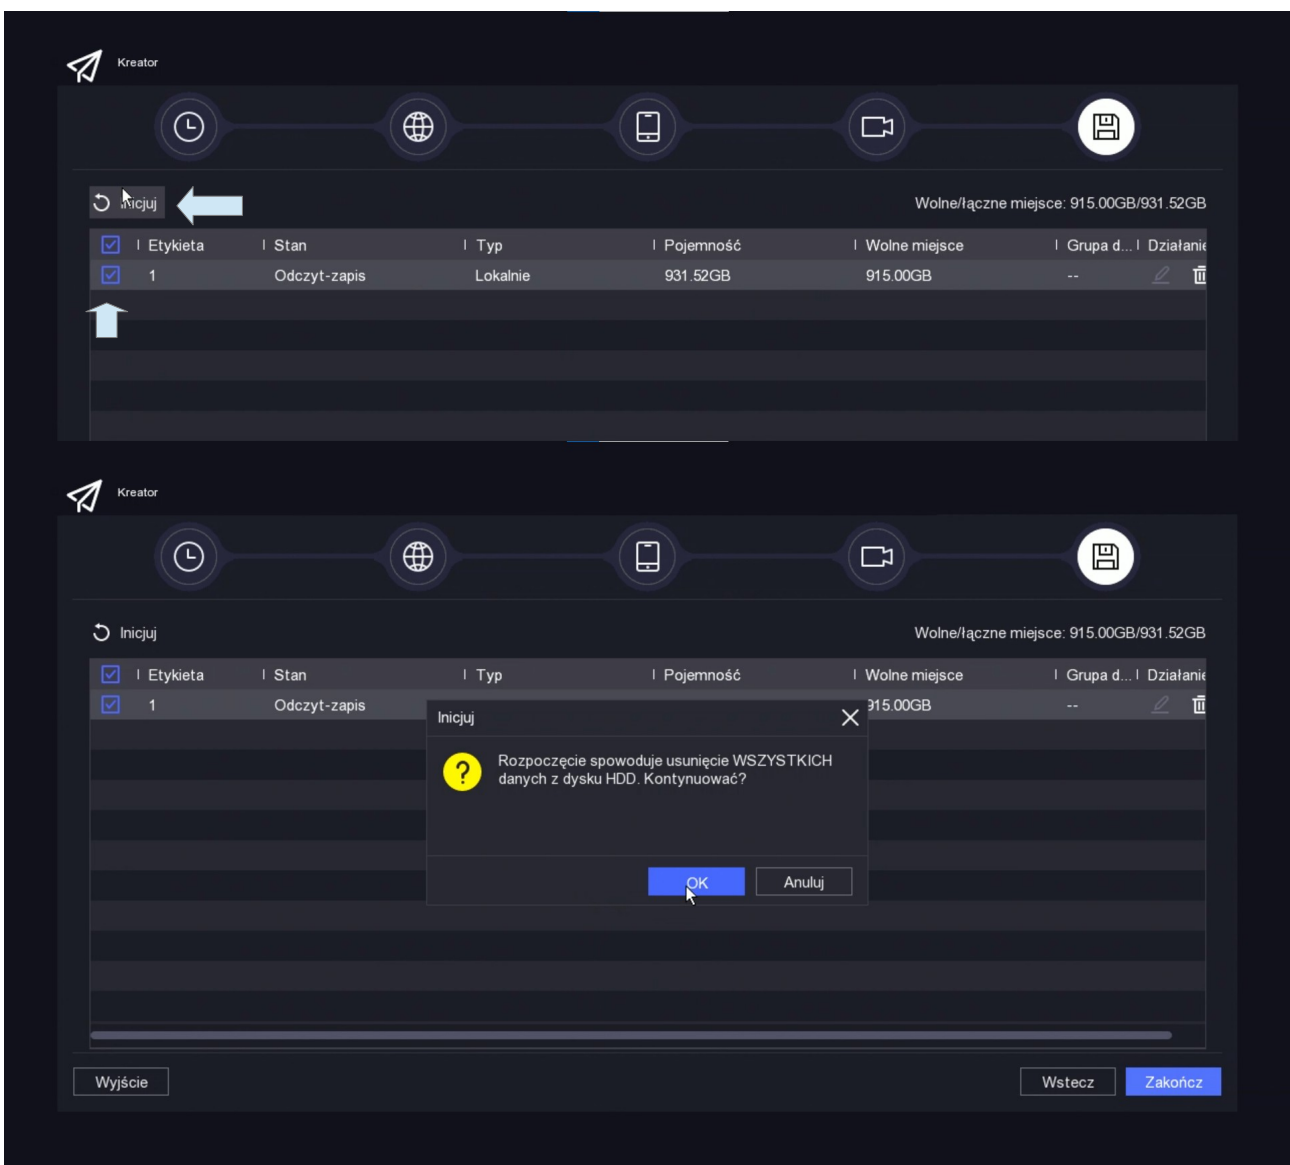 Kreator
Inicjuj
Wolne/łączne miejsce: 915.00GB/931.52GB
Etykieta Stan Typ Pojemność Wolne miejsce Grupa d... Działanie
1 Odczyt-zapis Lokalnie 931.52GB 915.00GB --
Kreator
Inicjuj
Wolne/łączne miejsce: 915.00GB/931.52GB
Etykieta Stan Typ Pojemność Wolne miejsce Grupa d... Działanie
1 Odczyt-zapis 915.00GB --
Inicjuj
?
Rozpoczęcie spowoduje usunięcie WSZYSTKICH
danych z dysku HDD. Kontynuować?
OK Anuluj
Wyjście Wstecz Zakończ